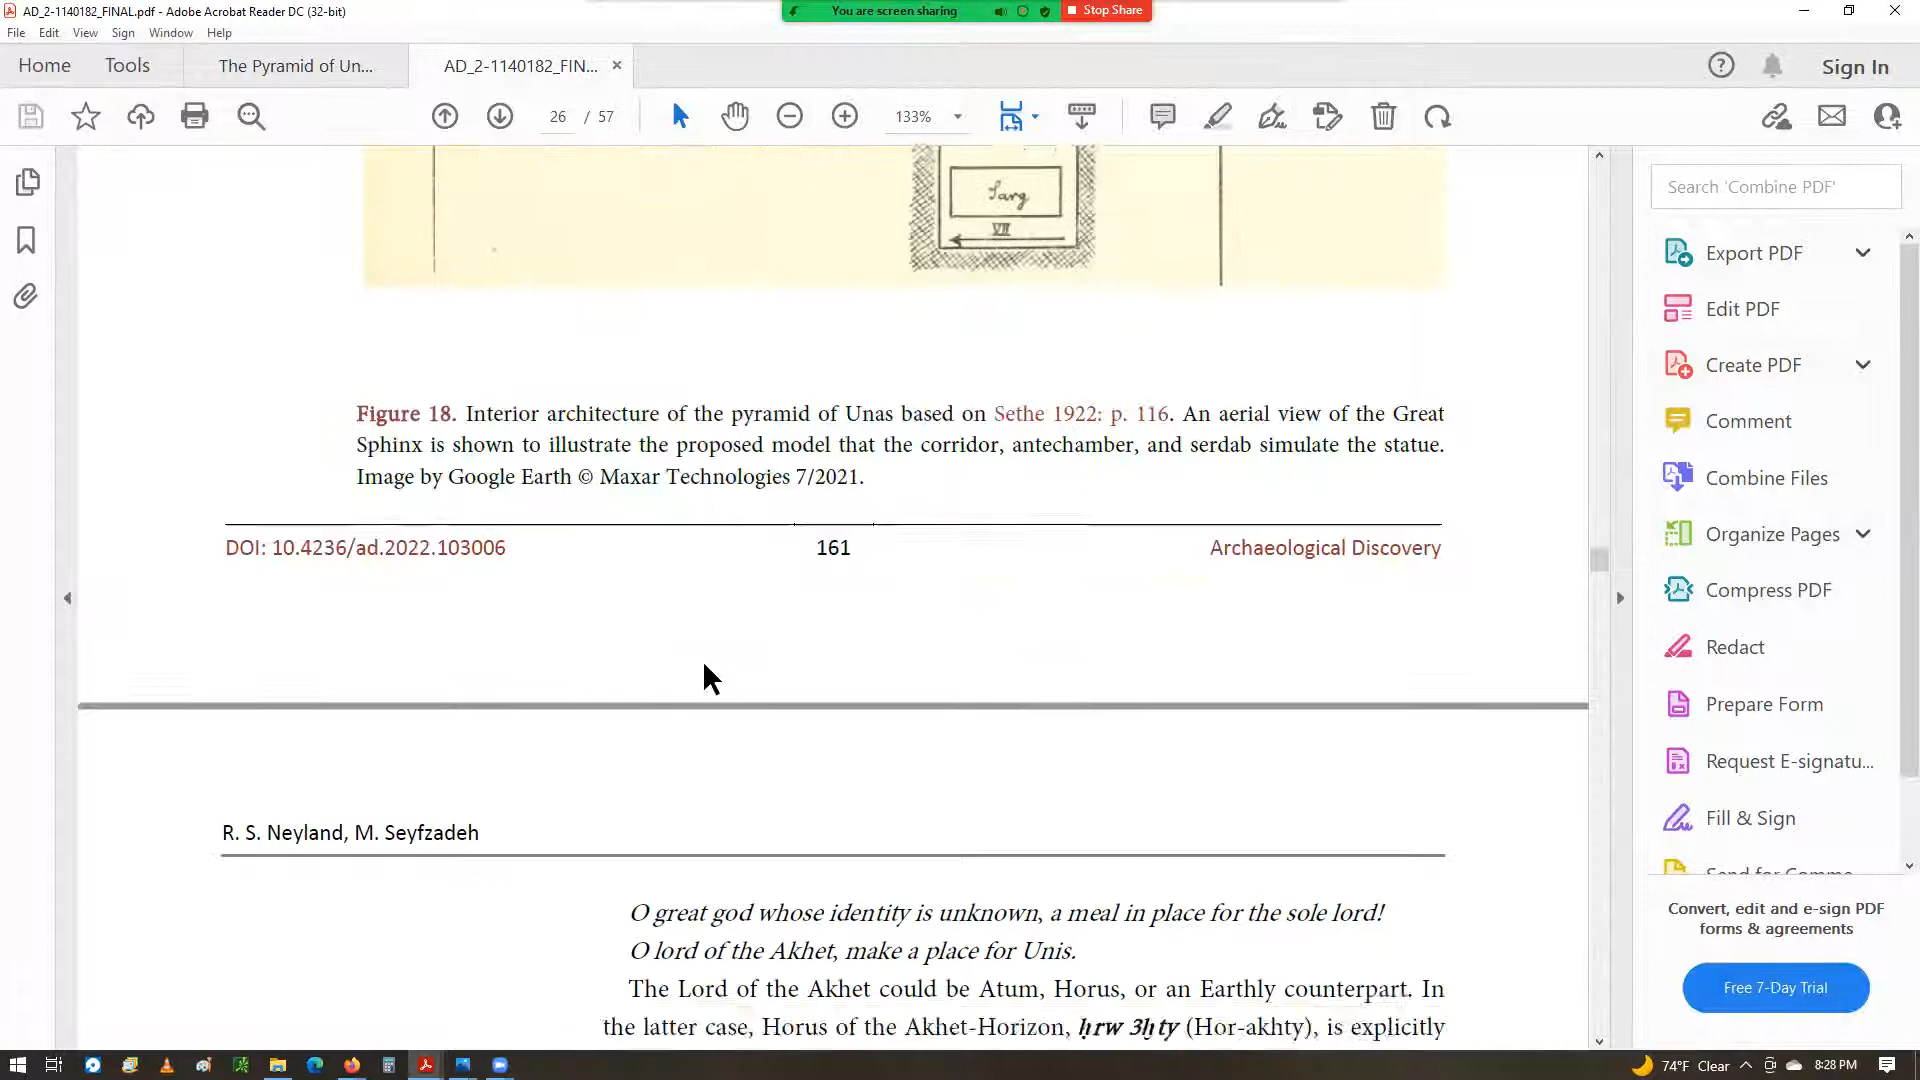 AD_2-1140182_FINAL.pdf - Adobe Acrobat Reader DC (32-bit)
You are screen sharing
Stop Share
File Edit View Sign Window Help
Home Tools The Pyramid of Un... AD_2-1140182_FIN... × Sign In
26 / 57 133%
Sarg
VII
Figure 18. Interior architecture of the pyramid of Unas based on Sethe 1922: p. 116. An aerial view of the Great
Sphinx is shown to illustrate the proposed model that the corridor, antechamber, and serdab simulate the statue.
Image by Google Earth © Maxar Technologies 7/2021.
DOI: 10.4236/ad.2022.103006 161 Archaeological Discovery
R. S. Neyland, M. Seyfzadeh
O great god whose identity is unknown, a meal in place for the sole lord!
O lord of the Akhet, make a place for Unis.
The Lord of the Akhet could be Atum, Horus, or an Earthly counterpart. In
the latter case, Horus of the Akhet-Horizon, ḥrw 3ḫty (Hor-akhty), is explicitly
Search 'Combine PDF'
Export PDF
Edit PDF
Create PDF
Comment
Combine Files
Organize Pages
Compress PDF
Redact
Prepare Form
Request E-signatu...
Fill & Sign
Convert, edit and e-sign PDF
forms & agreements
Free 7-Day Trial
74°F Clear 8:28 PM